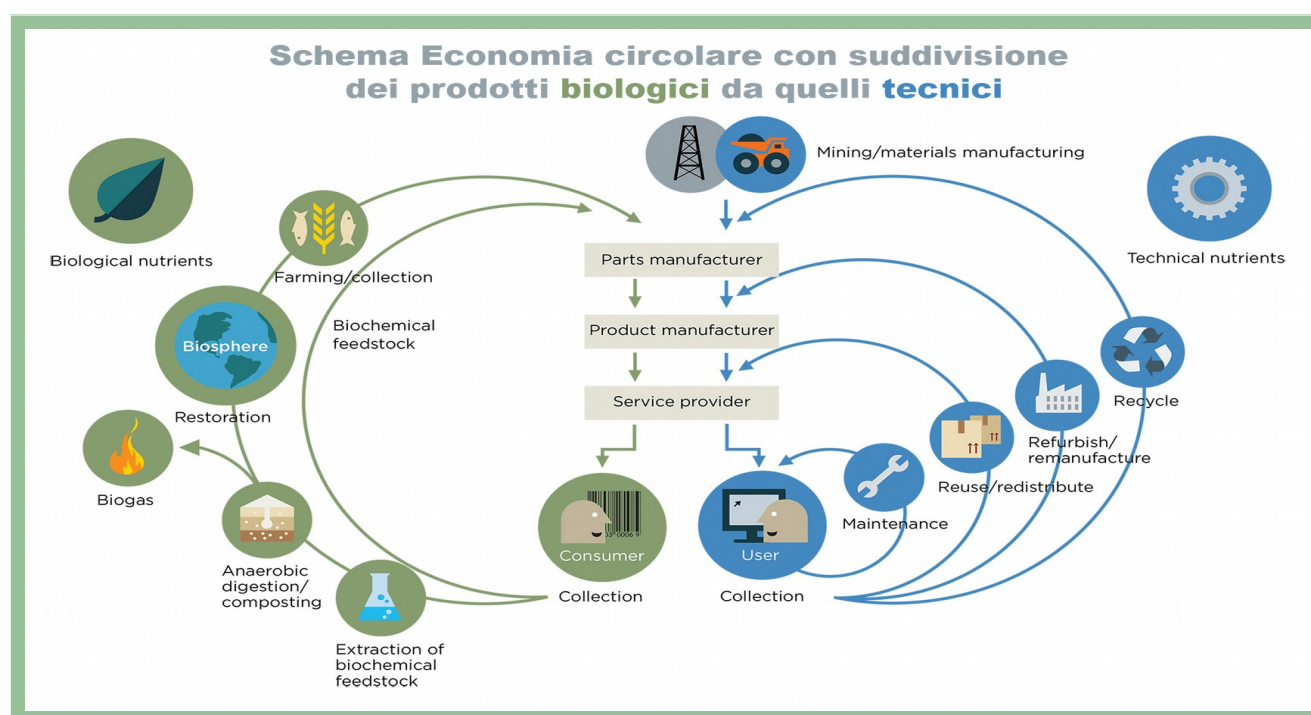 Schema Economia circolare con suddivisione
dei prodotti biologici da quelli tecnici
Mining/materials manufacturing
Biological nutrients
Technical nutrients
Farming/collection
Parts manufacturer
Biochemical
feedstock
Product manufacturer
Biosphere
Restoration
Service provider
Recycle
Refurbish/
remanufacture
Reuse/redistribute
Maintenance
Biogas
Consumer
User
Anaerobic
digestion/
composting
Collection
Collection
Extraction of
biochemical
feedstock